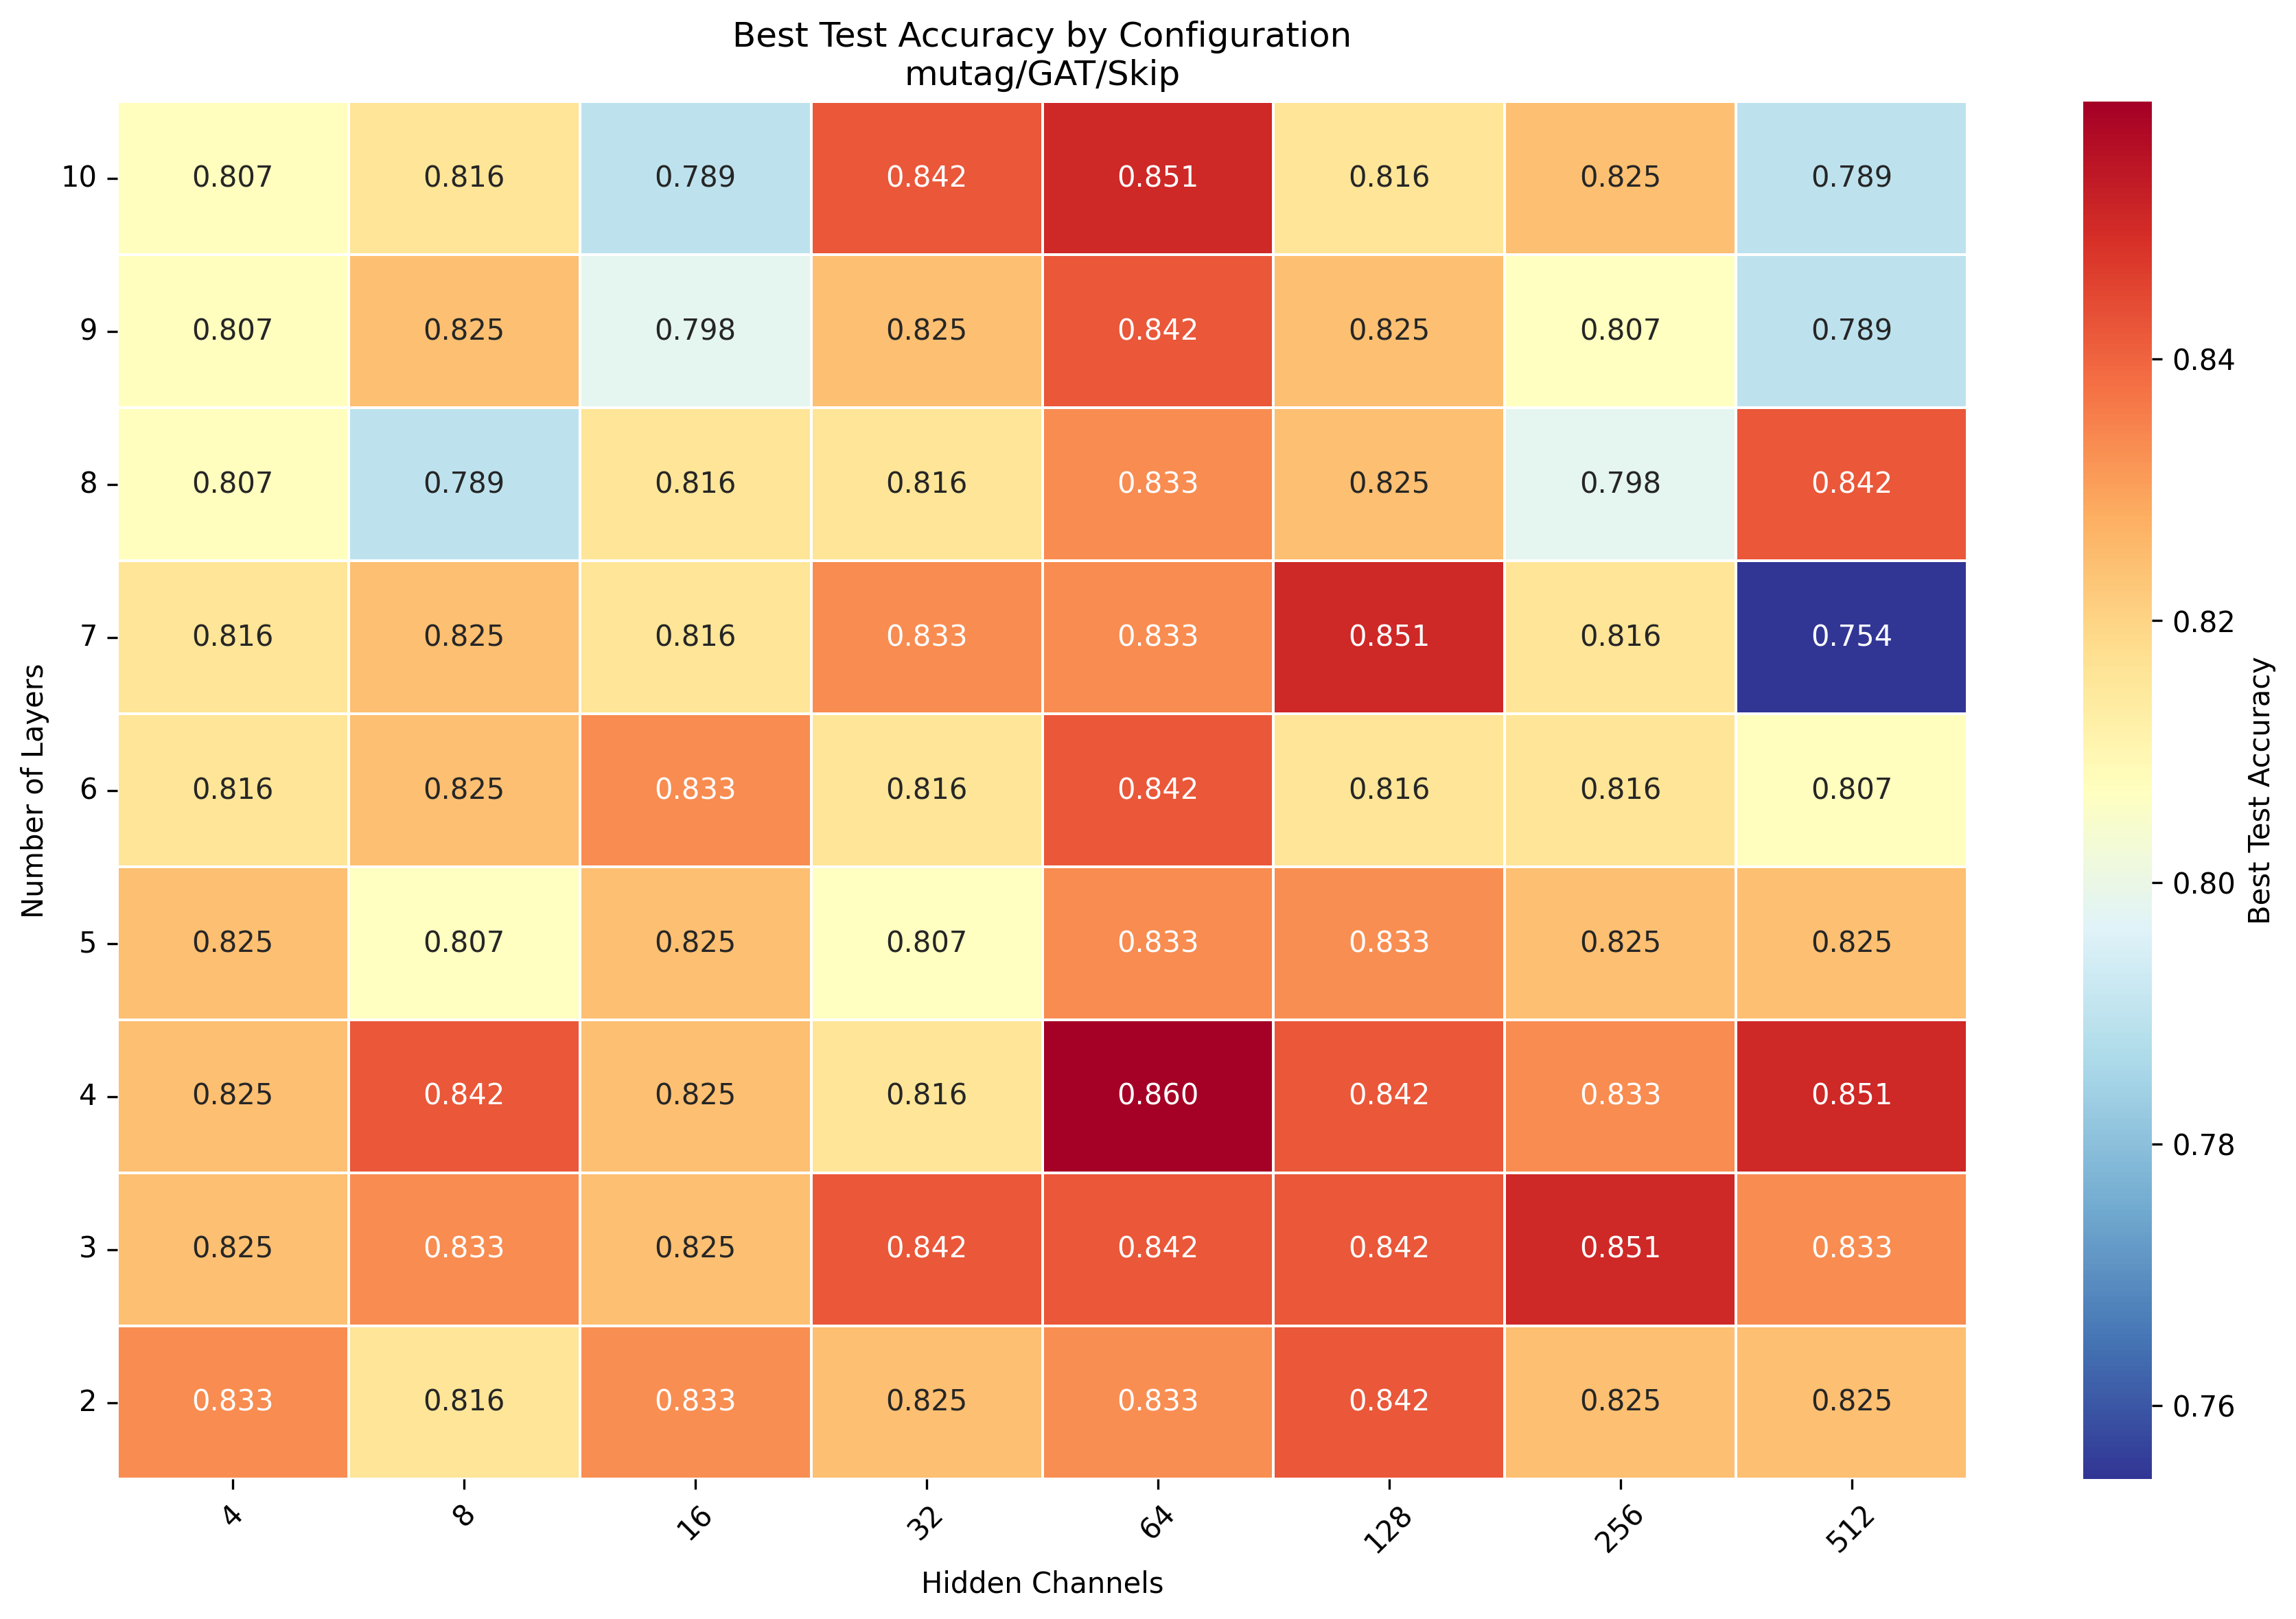 Best Test Accuracy by Configuration
mutag/GAT/Skip
10 0.807 0.816 0.789 0.842 0.851 0.816 0.825 0.789
9 0.807 0.825 0.798 0.825 0.842 0.825 0.807 0.789
8 0.807 0.789 0.816 0.816 0.833 0.825 0.798 0.842
7 0.816 0.825 0.816 0.833 0.833 0.851 0.816 0.754
6 0.816 0.825 0.833 0.816 0.842 0.816 0.816 0.807
5 0.825 0.807 0.825 0.807 0.833 0.833 0.825 0.825
4 0.825 0.842 0.825 0.816 0.860 0.842 0.833 0.851
3 0.825 0.833 0.825 0.842 0.842 0.842 0.851 0.833
2 0.833 0.816 0.833 0.825 0.833 0.842 0.825 0.825
4 8 16 32 64 128 256 512
Hidden Channels
Number of Layers
0.84
0.82
0.80
0.78
0.76
Best Test Accuracy